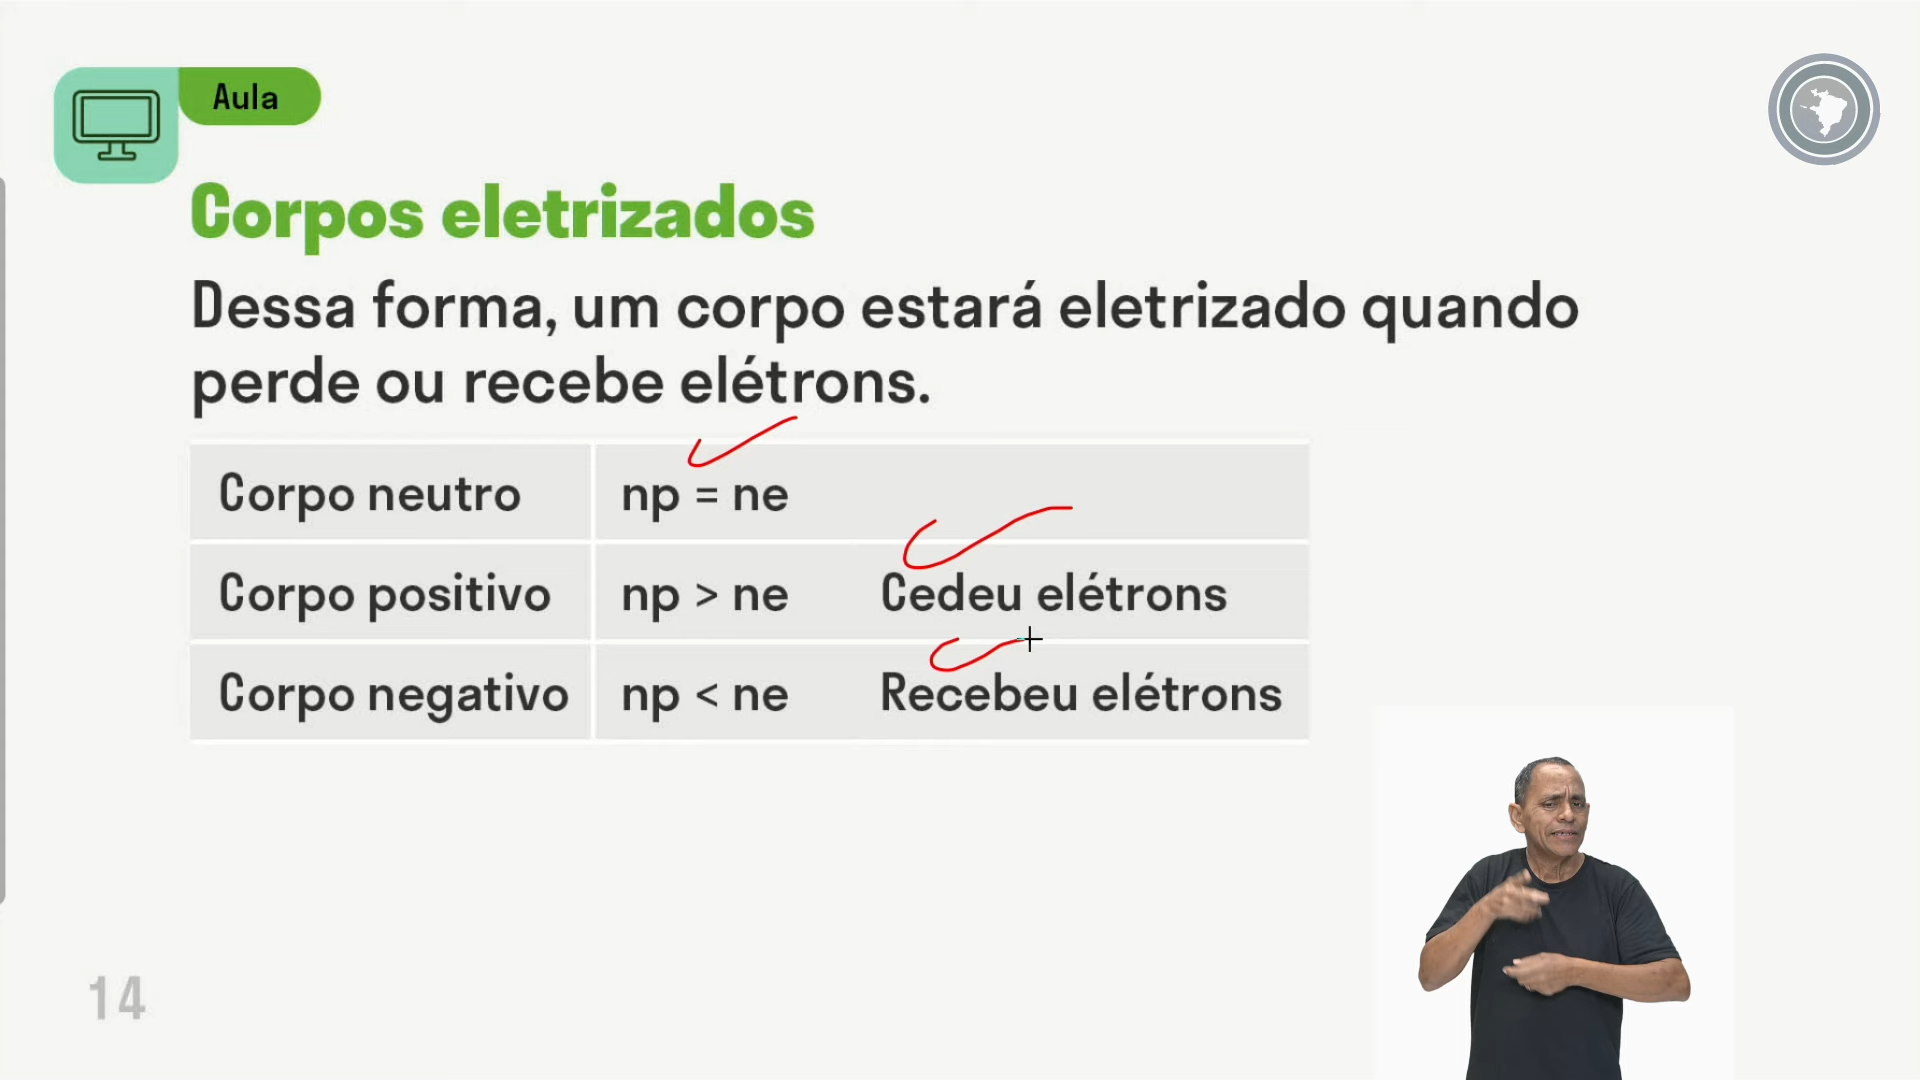 Aula
Corpos eletrizados
Dessa forma, um corpo estará eletrizado quando
perde ou recebe elétrons.
Corpo neutro np = ne
Corpo positivo np > ne Cedeu elétrons
Corpo negativo np < ne Recebeu elétrons
14